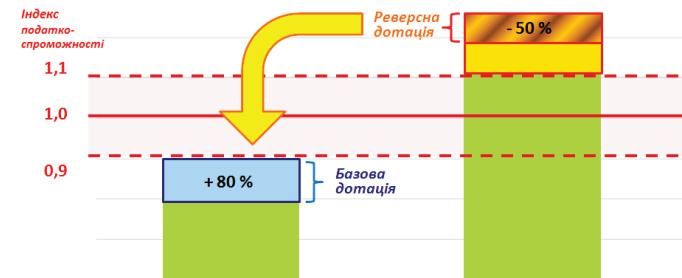 Індекс
податко-
спроможності
Реверсна
дотація
- 50 %
1,1
1,0
0,9
+ 80 %
Базова
дотація